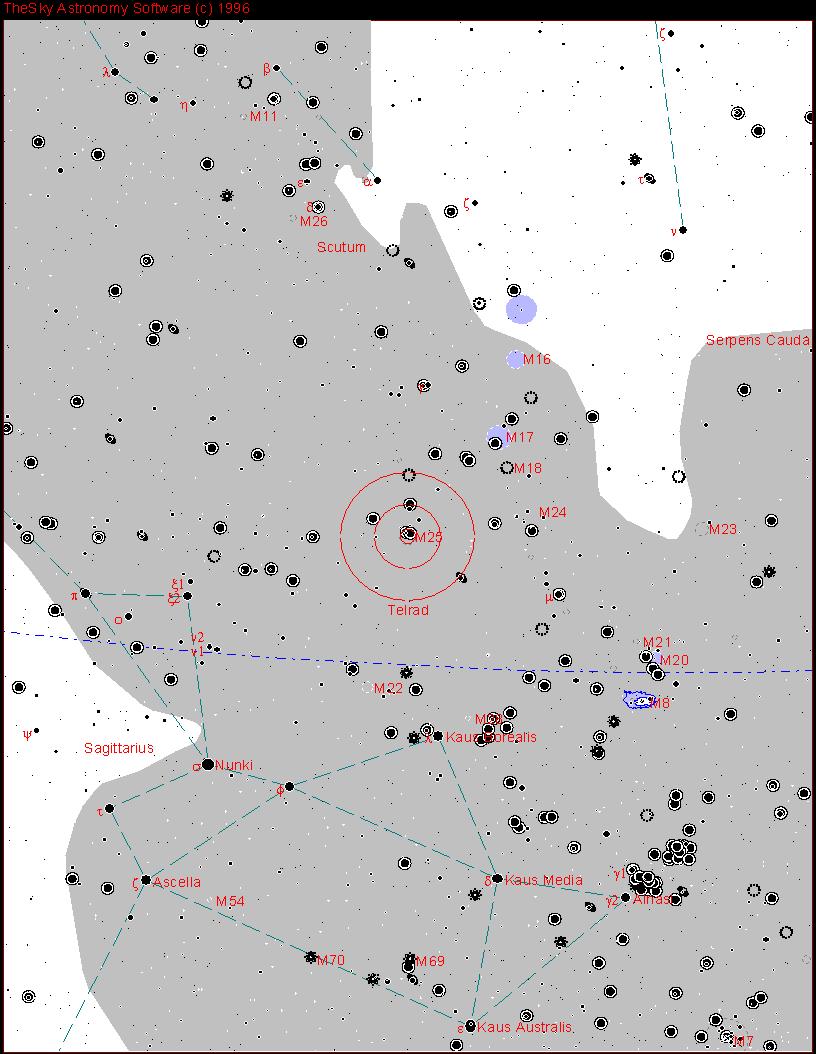 TheSky Astronomy Software (c) 1996
ζ
λ
β
η
M11
α
ε
τ
ζ
δ
M26
ν
Scutum
Serpens Cauda
M16
γ
M17
M18
M24
M23
M25
ξ1
π
ξ2
μ
Telrad
ο
ν2
ν1
M21
M20
M22
M8
ψ
Kaus Borealis
λ
Sagittarius
σ
Nunki
φ
τ
γ1
ζ
Ascella
δ
Kaus Media
M54
γ2
Alnasl
M70
M69
ε
Kaus Australis
M7